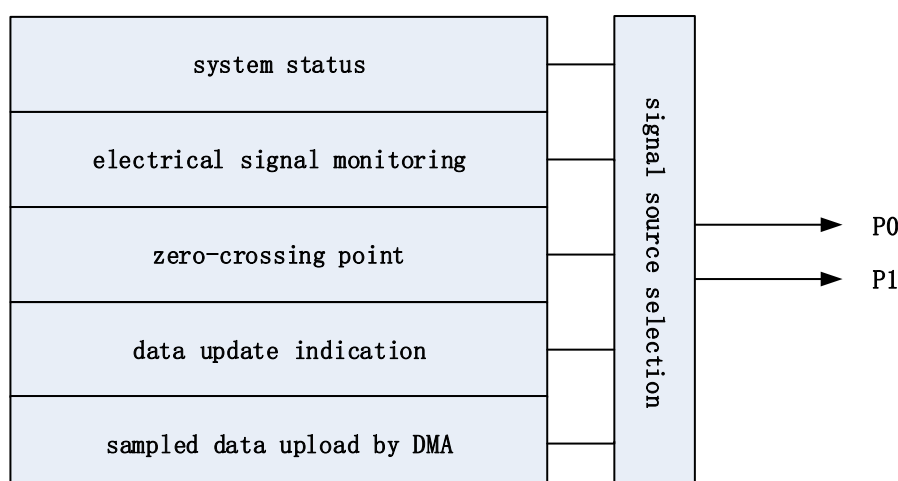 system status
electrical signal monitoring
zero-crossing point
data update indication
sampled data upload by DMA
signal source selection
P0
P1